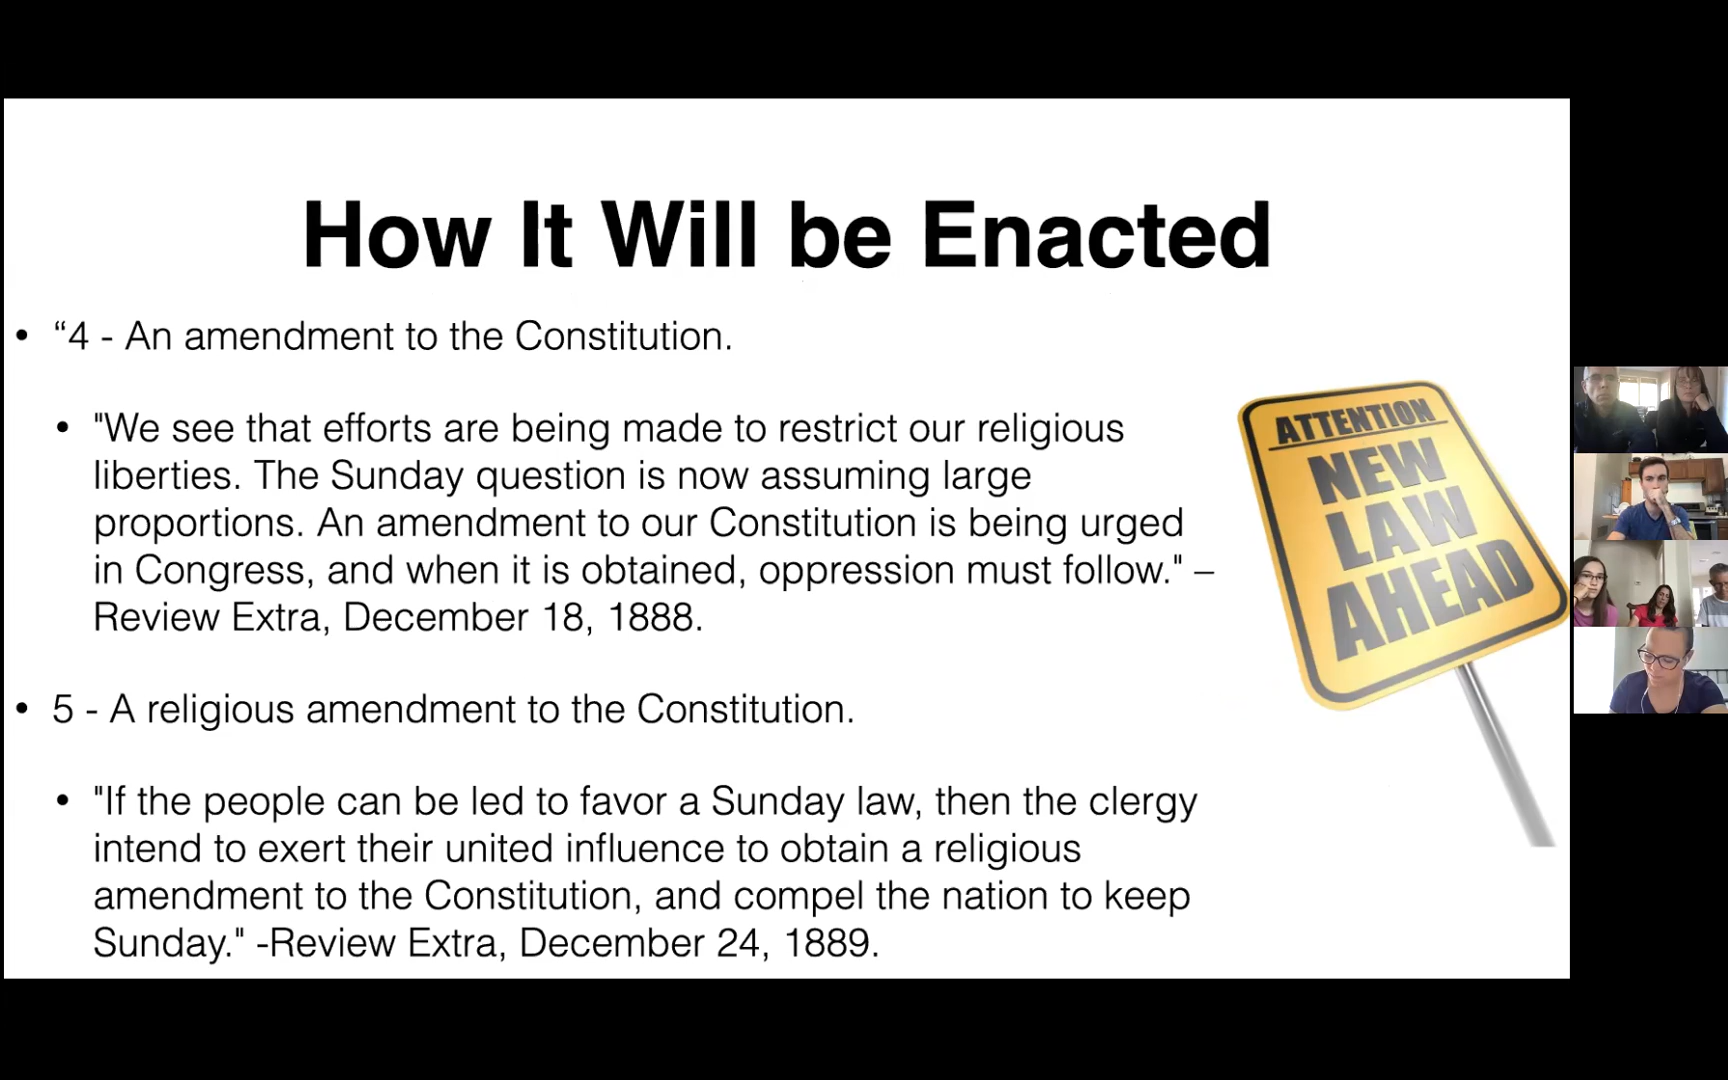 How It Will be Enacted
• “4 - An amendment to the Constitution.
• "We see that efforts are being made to restrict our religious
liberties. The Sunday question is now assuming large
proportions. An amendment to our Constitution is being urged
in Congress, and when it is obtained, oppression must follow." –
Review Extra, December 18, 1888.
• 5 - A religious amendment to the Constitution.
• "If the people can be led to favor a Sunday law, then the clergy
intend to exert their united influence to obtain a religious
amendment to the Constitution, and compel the nation to keep
Sunday." -Review Extra, December 24, 1889.
ATTENTION
NEW
LAW
AHEAD